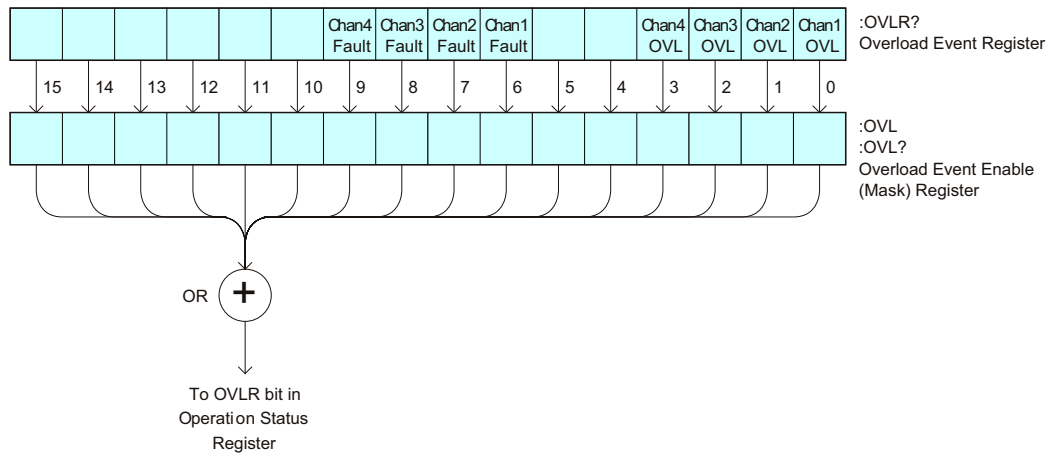 Chan4 Fault
Chan3 Fault
Chan2 Fault
Chan1 Fault
Chan4 OVL
Chan3 OVL
Chan2 OVL
Chan1 OVL
:OVLR?
Overload Event Register
15 14 13 12 11 10 9 8 7 6 5 4 3 2 1 0
:OVL
:OVL?
Overload Event Enable
(Mask) Register
OR
+
To OVLR bit in
Operation Status
Register